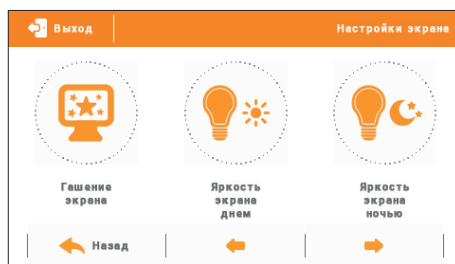 Выход
Настройки экрана
Гашение
экрана
Яркость
экрана
днем
Яркость
экрана
ночью
Назад